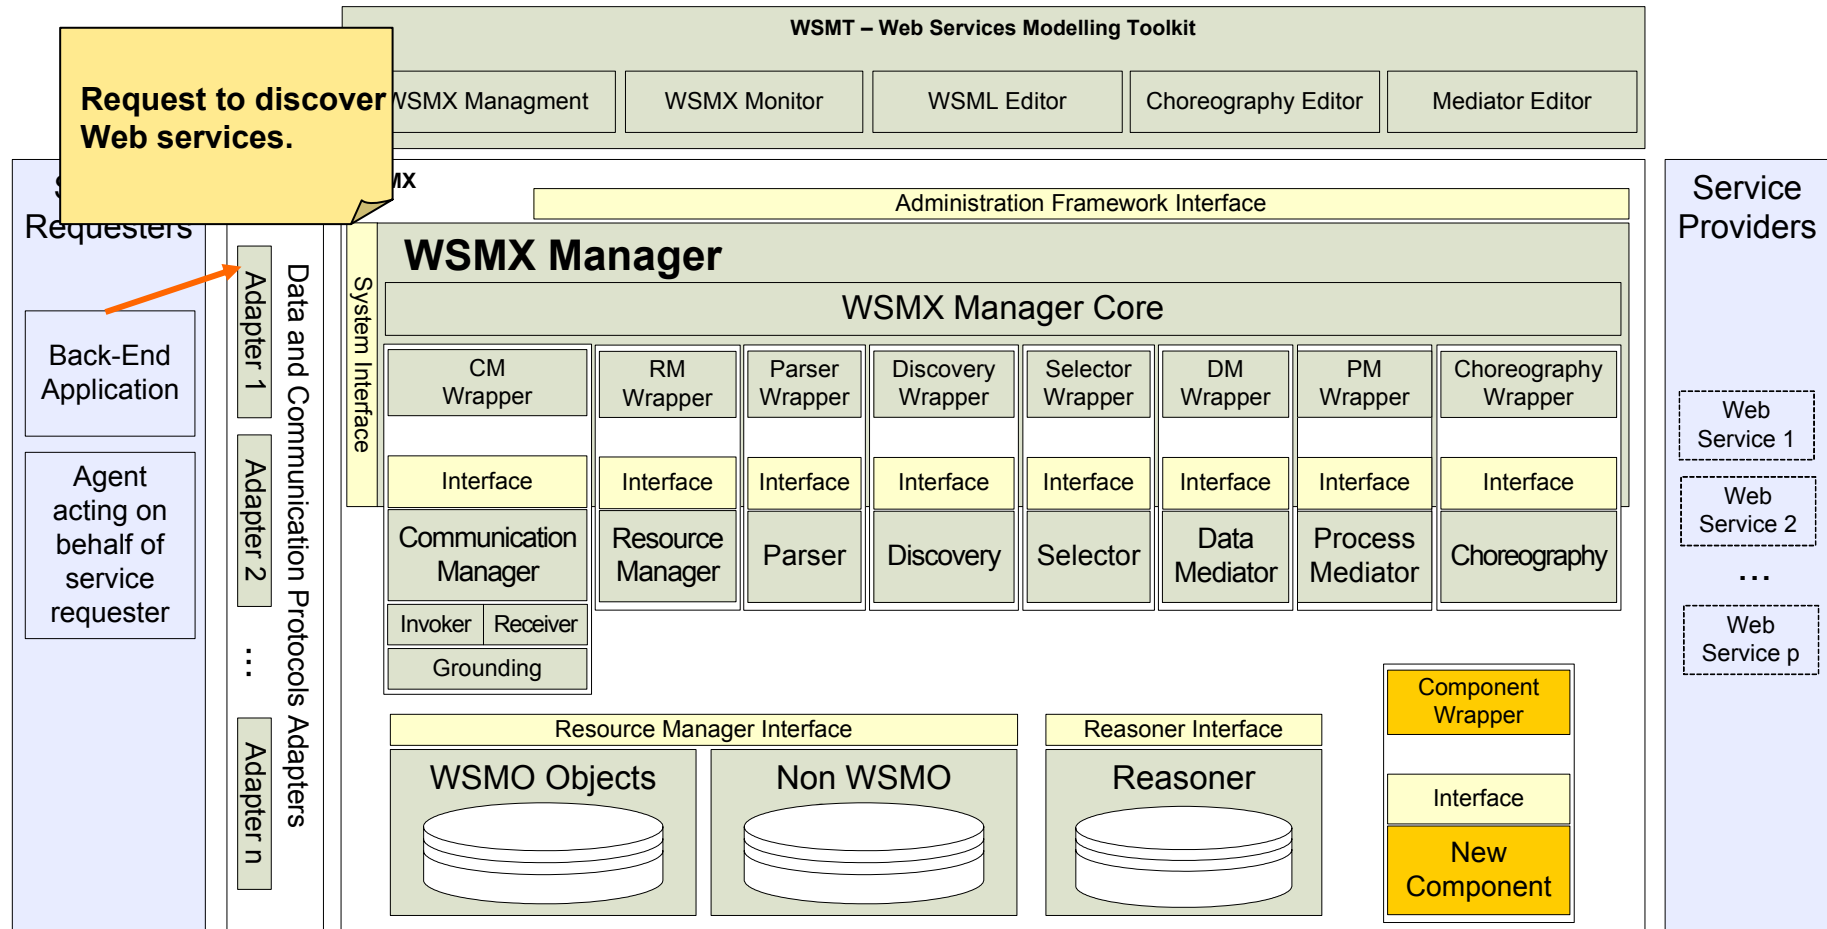 WSMT – Web Services Modelling Toolkit
Request to discover
Web services.
WSMX Managment
WSMX Monitor
WSML Editor
Choreography Editor
Mediator Editor
MX
Requesters
Back-End
Application
Agent
acting on
behalf of
service
requester
Adapter 1
Adapter 2
...
Adapter n
Data and Communication Protocols Adapters
Administration Framework Interface
System Interface
WSMX Manager
WSMX Manager Core
CM
Wrapper
RM
Wrapper
Parser
Wrapper
Discovery
Wrapper
Selector
Wrapper
DM
Wrapper
PM
Wrapper
Choreography
Wrapper
Interface
Interface
Interface
Interface
Interface
Interface
Interface
Interface
Communication
Manager
Resource
Manager
Parser
Discovery
Selector
Data
Mediator
Process
Mediator
Choreography
Invoker
Receiver
Grounding
Resource Manager Interface
WSMO Objects
Non WSMO
Reasoner Interface
Reasoner
Component
Wrapper
Interface
New
Component
Service
Providers
Web
Service 1
Web
Service 2
...
Web
Service p